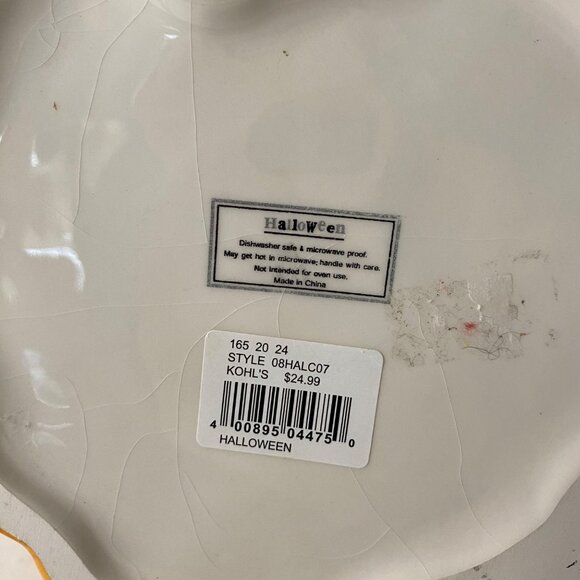 Halloween
Dishwasher safe & microwave proof.
May get hot in microwave; handle with care.
Not intended for oven use.
Made in China
165 20 24
STYLE 08HALC07
KOHL'S $24.99
4 00895 04475 0
HALLOWEEN